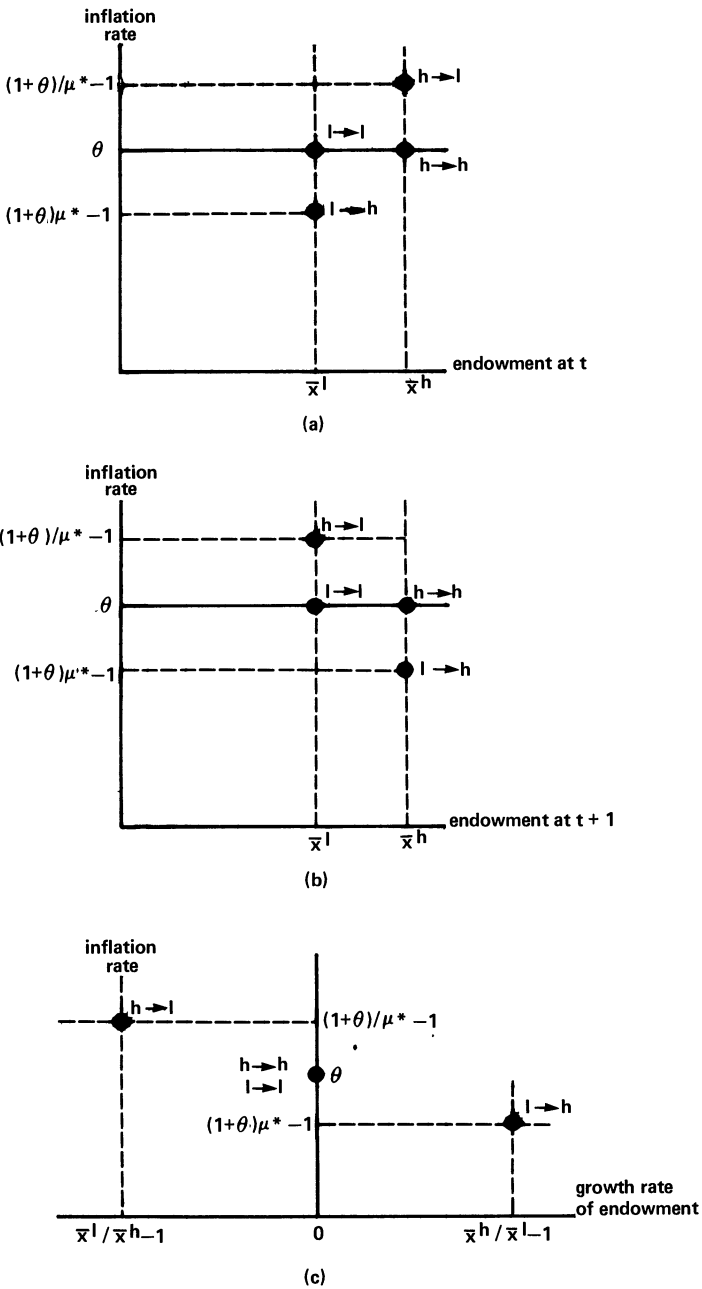 inflation
rate
(1+θ)/μ*−1
h→l
l→l
θ
h→h
(1+θ)μ*−1
l→h
endowment at t
x̄ˡ
x̄ʰ
(a)
inflation
rate
(1+θ)/μ*−1
h→l
l→l
h→h
θ
(1+θ)μ*−1
l→h
endowment at t + 1
x̄ˡ
x̄ʰ
(b)
inflation
rate
h→l
(1+θ)/μ*−1
h→h
l→l
θ
l→h
(1+θ)μ*−1
growth rate
of endowment
x̄ˡ/x̄ʰ−1
0
x̄ʰ/x̄ˡ−1
(c)